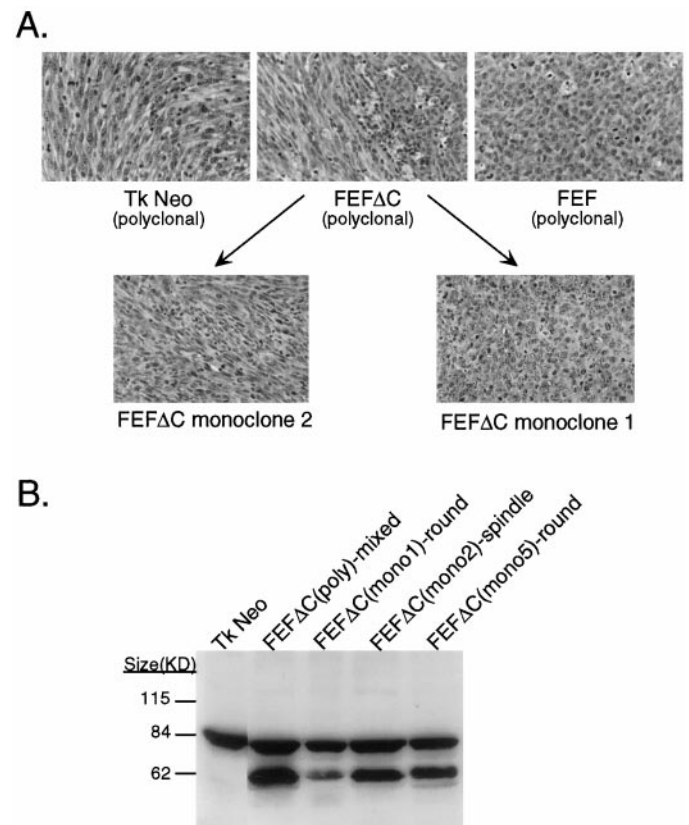 A.
Tk Neo
(polyclonal)
FEFΔC
(polyclonal)
FEF
(polyclonal)
FEFΔC monoclone 2
FEFΔC monoclone 1
B.
Tk Neo
FEFΔC(poly)-mixed
FEFΔC(mono1)-round
FEFΔC(mono2)-spindle
FEFΔC(mono5)-round
Size(KD)
115
84
62